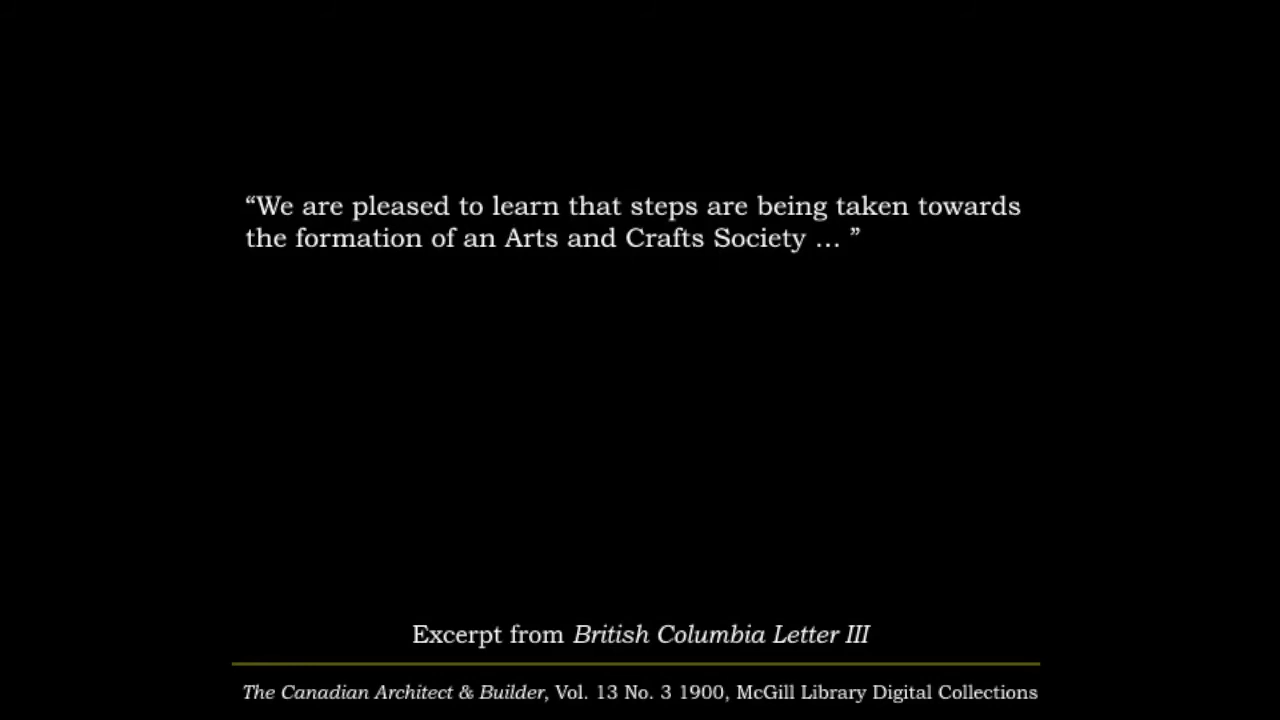 “We are pleased to learn that steps are being taken towards
the formation of an Arts and Crafts Society ... ”
Excerpt from British Columbia Letter III
The Canadian Architect & Builder, Vol. 13 No. 3 1900, McGill Library Digital Collections